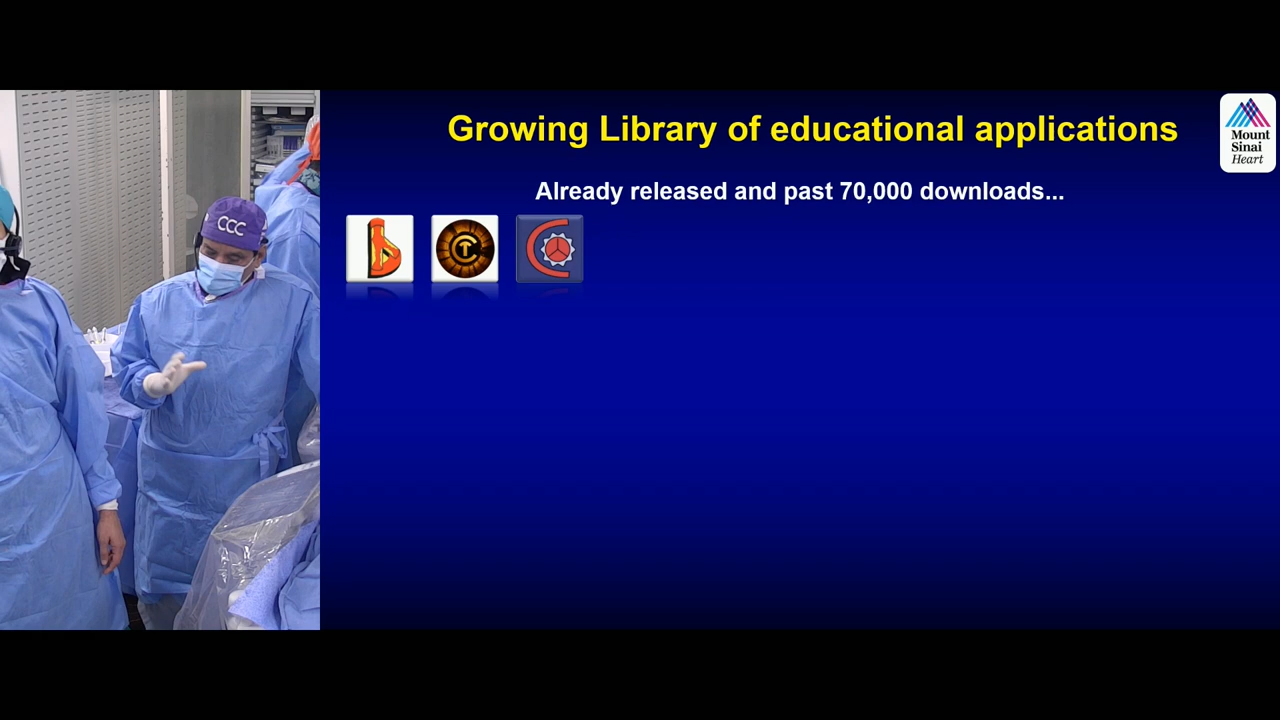 Growing Library of educational applications
Mount
Sinai
Heart
Already released and past 70,000 downloads...
CCC